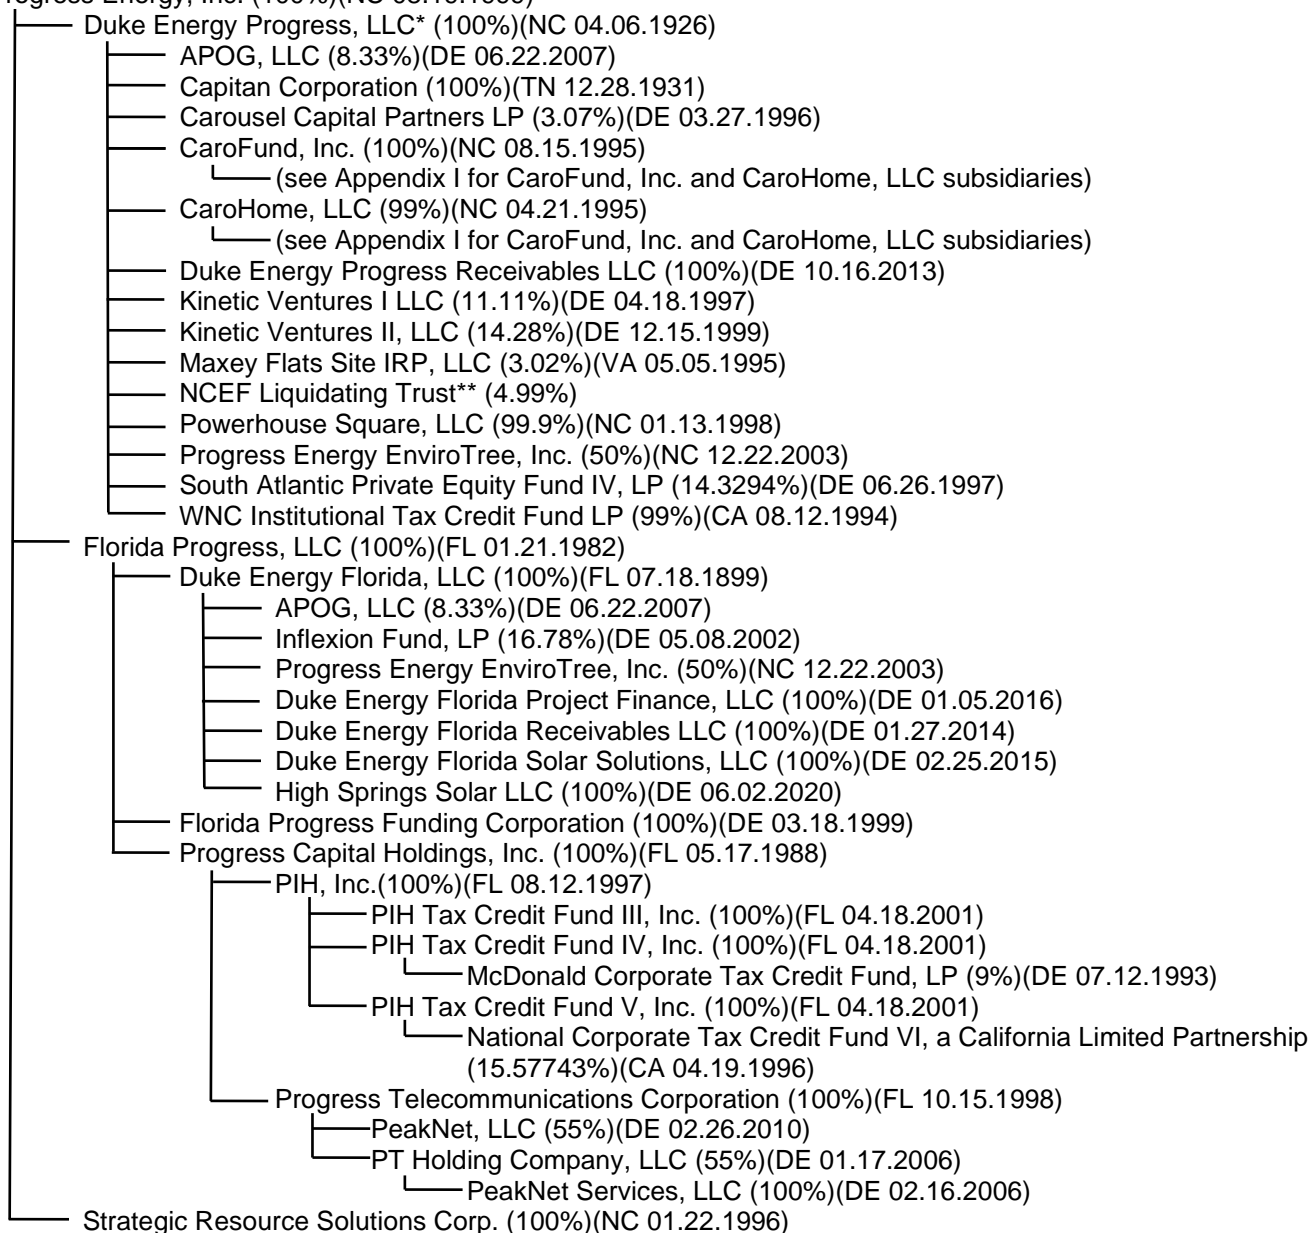 Duke Energy Progress, LLC* (100%)(NC 04.06.1926)
APOG, LLC (8.33%)(DE 06.22.2007)
Capitan Corporation (100%)(TN 12.28.1931)
Carousel Capital Partners LP (3.07%)(DE 03.27.1996)
CaroFund, Inc. (100%)(NC 08.15.1995)
(see Appendix I for CaroFund, Inc. and CaroHome, LLC subsidiaries)
CaroHome, LLC (99%)(NC 04.21.1995)
(see Appendix I for CaroFund, Inc. and CaroHome, LLC subsidiaries)
Duke Energy Progress Receivables LLC (100%)(DE 10.16.2013)
Kinetic Ventures I LLC (11.11%)(DE 04.18.1997)
Kinetic Ventures II, LLC (14.28%)(DE 12.15.1999)
Maxey Flats Site IRP, LLC (3.02%)(VA 05.05.1995)
NCEF Liquidating Trust** (4.99%)
Powerhouse Square, LLC (99.9%)(NC 01.13.1998)
Progress Energy EnviroTree, Inc. (50%)(NC 12.22.2003)
South Atlantic Private Equity Fund IV, LP (14.3294%)(DE 06.26.1997)
WNC Institutional Tax Credit Fund LP (99%)(CA 08.12.1994)
Florida Progress, LLC (100%)(FL 01.21.1982)
Duke Energy Florida, LLC (100%)(FL 07.18.1899)
APOG, LLC (8.33%)(DE 06.22.2007)
Inflexion Fund, LP (16.78%)(DE 05.08.2002)
Progress Energy EnviroTree, Inc. (50%)(NC 12.22.2003)
Duke Energy Florida Project Finance, LLC (100%)(DE 01.05.2016)
Duke Energy Florida Receivables LLC (100%)(DE 01.27.2014)
Duke Energy Florida Solar Solutions, LLC (100%)(DE 02.25.2015)
High Springs Solar LLC (100%)(DE 06.02.2020)
Florida Progress Funding Corporation (100%)(DE 03.18.1999)
Progress Capital Holdings, Inc. (100%)(FL 05.17.1988)
PIH, Inc.(100%)(FL 08.12.1997)
PIH Tax Credit Fund III, Inc. (100%)(FL 04.18.2001)
PIH Tax Credit Fund IV, Inc. (100%)(FL 04.18.2001)
McDonald Corporate Tax Credit Fund, LP (9%)(DE 07.12.1993)
PIH Tax Credit Fund V, Inc. (100%)(FL 04.18.2001)
National Corporate Tax Credit Fund VI, a California Limited Partnership
(15.57743%)(CA 04.19.1996)
Progress Telecommunications Corporation (100%)(FL 10.15.1998)
PeakNet, LLC (55%)(DE 02.26.2010)
PT Holding Company, LLC (55%)(DE 01.17.2006)
PeakNet Services, LLC (100%)(DE 02.16.2006)
Strategic Resource Solutions Corp. (100%)(NC 01.22.1996)